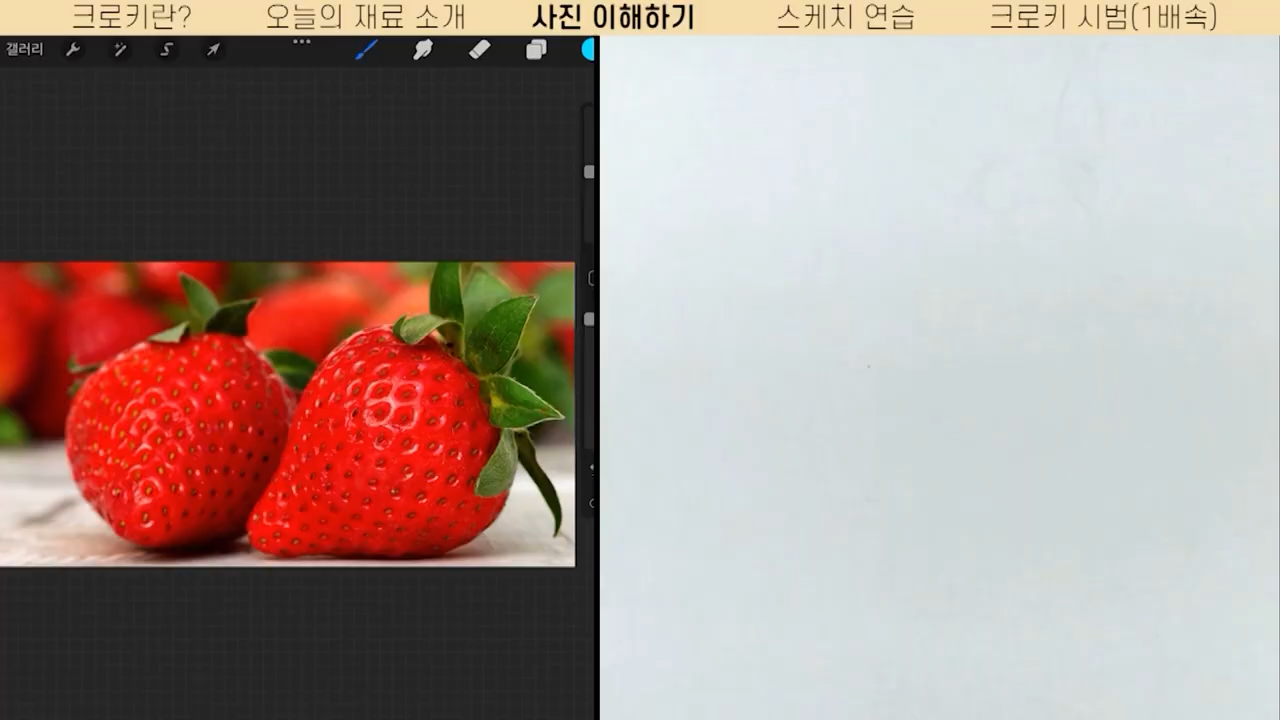 크로키란? 오늘의 재료 소개 사진 이해하기 스케치 연습 크로키 시범(1배속)
갤러리